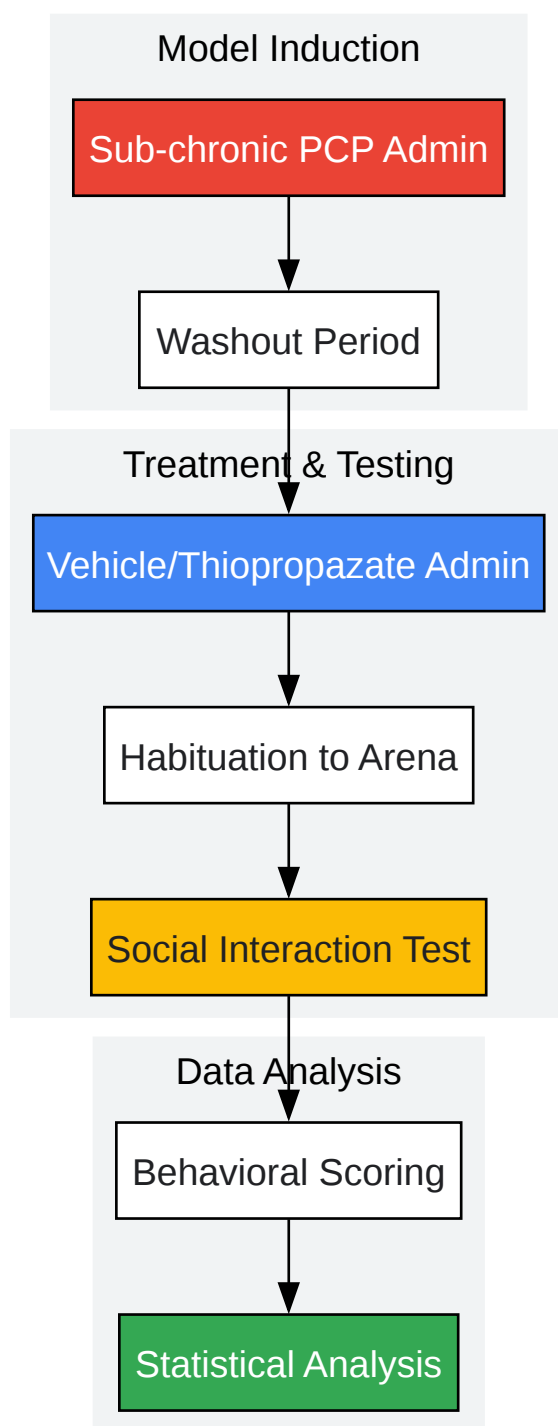 Model Induction
Sub-chronic PCP Admin
Washout Period
Treatment & Testing
Vehicle/Thiopropazate Admin
Habituation to Arena
Social Interaction Test
Data Analysis
Behavioral Scoring
Statistical Analysis